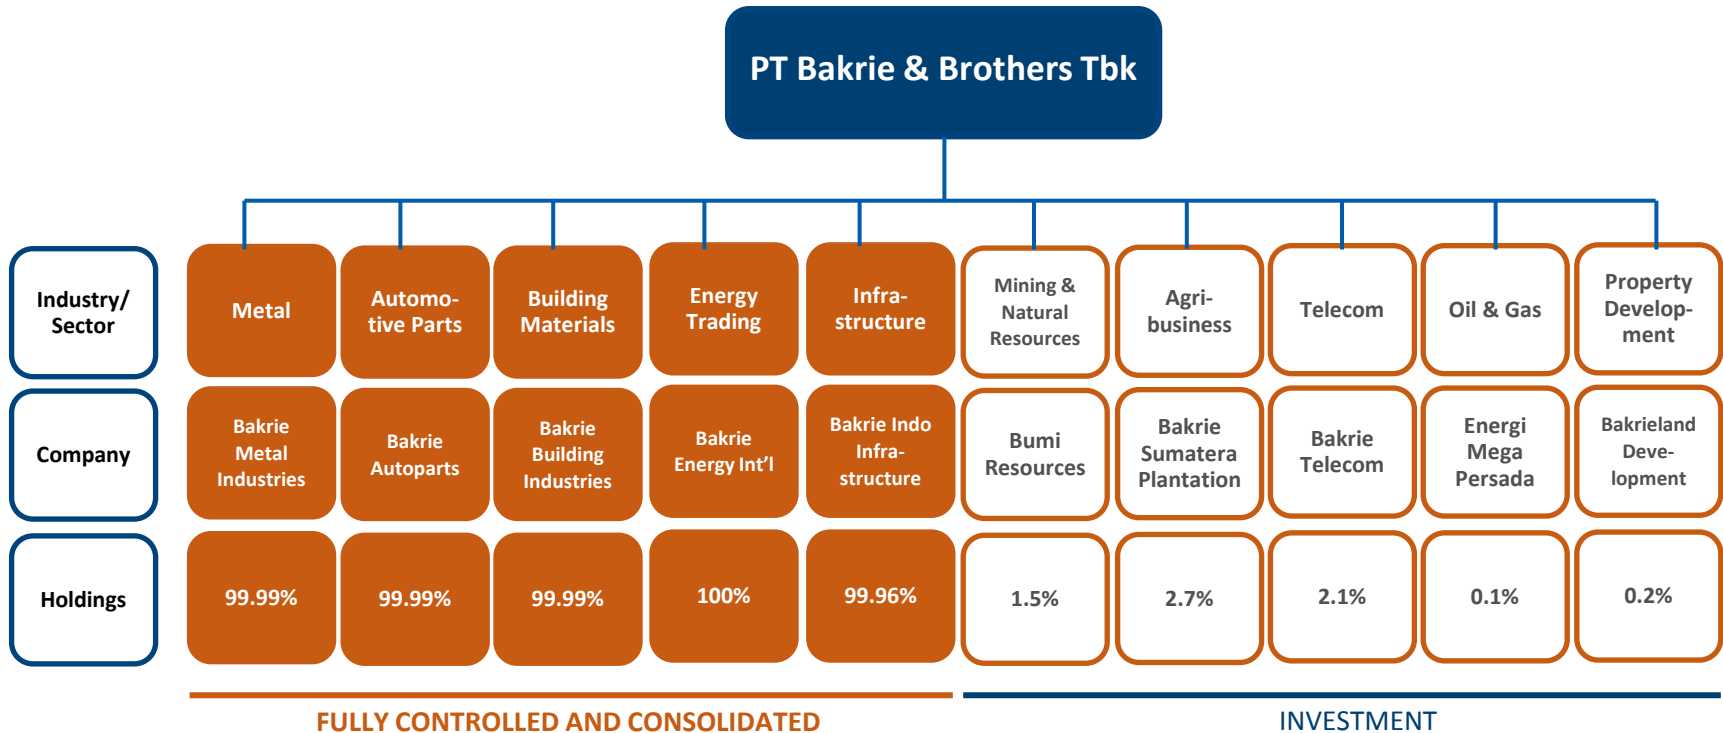 PT Bakrie & Brothers Tbk
Industry/
Sector
Metal
Automo-
tive Parts
Building
Materials
Energy
Trading
Infra-
structure
Mining &
Natural
Resources
Agri-
business
Telecom
Oil & Gas
Property
Develop-
ment
Company
Bakrie
Metal
Industries
Bakrie
Autoparts
Bakrie
Building
Industries
Bakrie
Energy Int'l
Bakrie Indo
Infra-
structure
Bumi
Resources
Bakrie
Sumatera
Plantation
Bakrie
Telecom
Energi
Mega
Persada
Bakrieland
Deve-
lopment
Holdings
99.99%
99.99%
99.99%
100%
99.96%
1.5%
2.7%
2.1%
0.1%
0.2%
FULLY CONTROLLED AND CONSOLIDATED
INVESTMENT